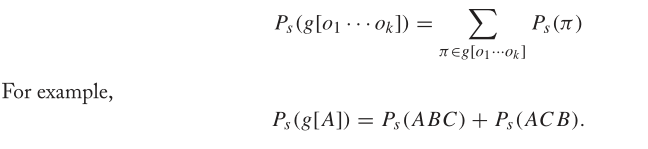 P_s(g[o_1 ⋯ o_k]) = ∑_{π∈g[o_1⋯o_k]} P_s(π)
For example,
P_s(g[A]) = P_s(ABC) + P_s(ACB).